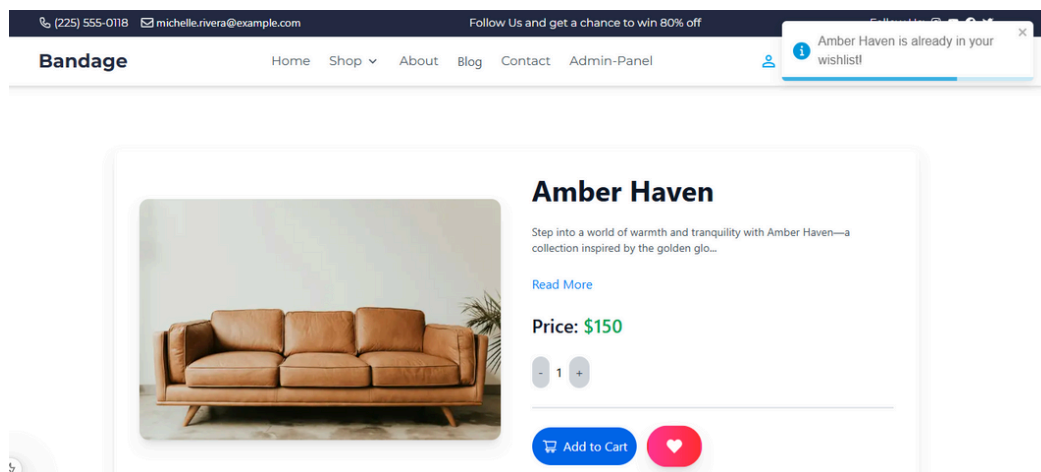 (225) 555-0118 michelle.rivera@example.com Follow Us and get a chance to win 80% off
Amber Haven is already in your
wishlist!
Bandage Home Shop About Blog Contact Admin-Panel
Amber Haven
Step into a world of warmth and tranquility with Amber Haven—a
collection inspired by the golden glo...
Read More
Price: $150
- 1 +
Add to Cart